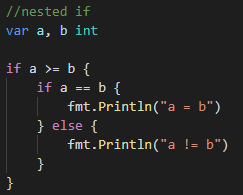 //nested if
var a, b int

if a >= b {
    if a == b {
        fmt.Println("a = b")
    } else {
        fmt.Println("a != b")
    }
}